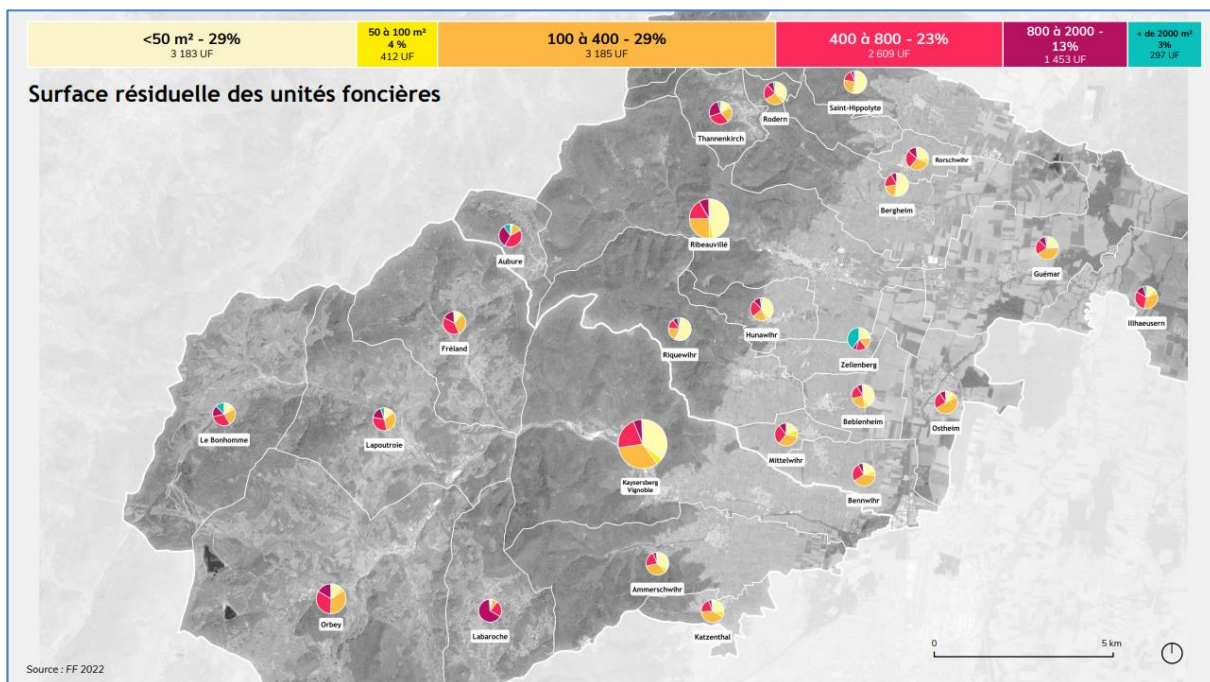 <50 m² - 29%
3 183 UF
50 à 100 m²
4 %
412 UF
100 à 400 - 29%
3 185 UF
400 à 800 - 23%
2 609 UF
800 à 2000 -
13%
1 453 UF
+ de 2000 m²
3%
297 UF
Surface résiduelle des unités foncières
Saint-Hippolyte
Rodern
Thannenkirch
Rorschwihr
Bergheim
Ribeauvillé
Aubure
Guémar
Illhaeusern
Hunawihr
Fréland
Riquewihr
Zellenberg
Beblenheim
Ostheim
Le Bonhomme
Lapoutroie
Mittelwihr
Kaysersberg
Vignoble
Bennwihr
Ammerschwihr
Orbey
Labaroche
Katzenthal
0
5 km
Source : FF 2022